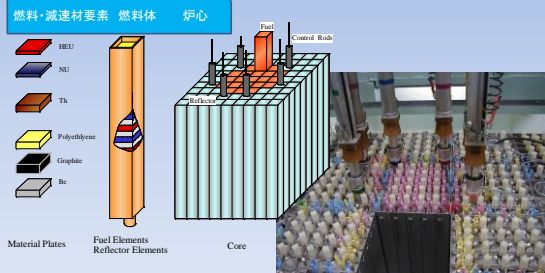 燃料・減速材要素 燃料体 炉心
HEU
NU
Th
Polyethlyene
Graphite
Be
Material Plates
Fuel Elements
Reflector Elements
Fuel
Control Rods
Reflector
Core